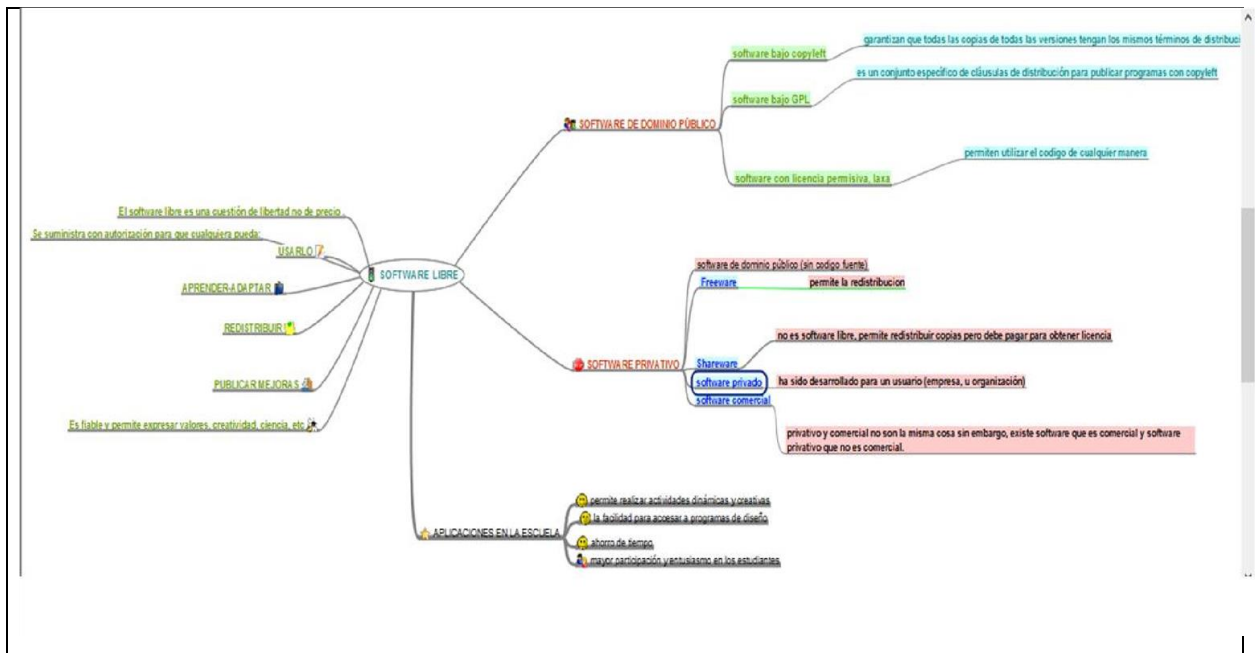 garantizan que todas las copias de todas las versiones tengan los mismos términos de distribuci
software bajo copyleft
es un conjunto específico de cláusulas de distribución para publicar programas con copyleft
software bajo GPL
SOFTWARE DE DOMINIO PÚBLICO
permiten utilizar el codigo de cualquier manera
software con licencia permisiva, laxa
El software libre es una cuestión de libertad no de precio .
Se suministra con autorización para que cualquiera pueda:
USARLO
SOFTWARE LIBRE
APRENDER-ADAPTAR
REDISTRIBUIR
PUBLICAR MEJORAS
Es fiable y permite expresar valores, creatividad, ciencia, etc
software de dominio público (sin codigo fuente)
Freeware
permite la redistribucion
no es software libre, permite redistribuir copias pero debe pagar para obtener licencia
SOFTWARE PRIVATIVO
Shareware
software privado
ha sido desarrollado para un usuario (empresa, u organización)
software comercial
privativo y comercial no son la misma cosa sin embargo, existe software que es comercial y software
privativo que no es comercial.
permite realizar actividades dinámicas y creativas
la facilidad para accesar a programas de diseño
APLICACIONES EN LA ESCUELA
ahorro de tiempo
mayor participación y entusiasmo en los estudiantes